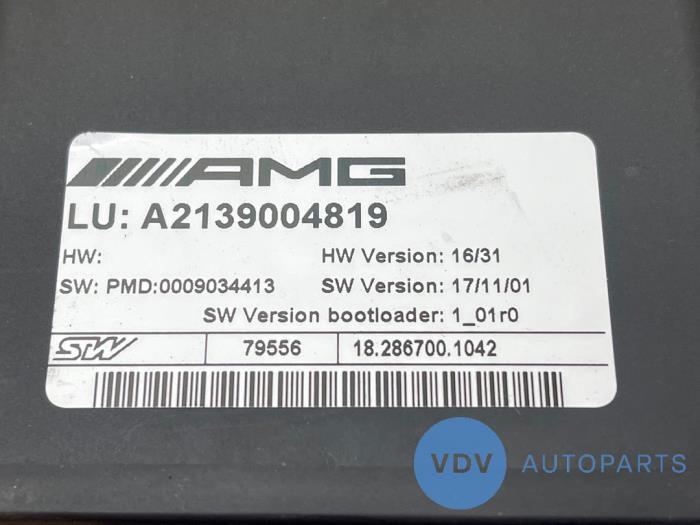 AMG
LU: A2139004819
HW: HW Version: 16/31
SW: PMD:0009034413 SW Version: 17/11/01
SW Version bootloader: 1_01r0
STW 79556 18.286700.1042
VDV AUTOPARTS